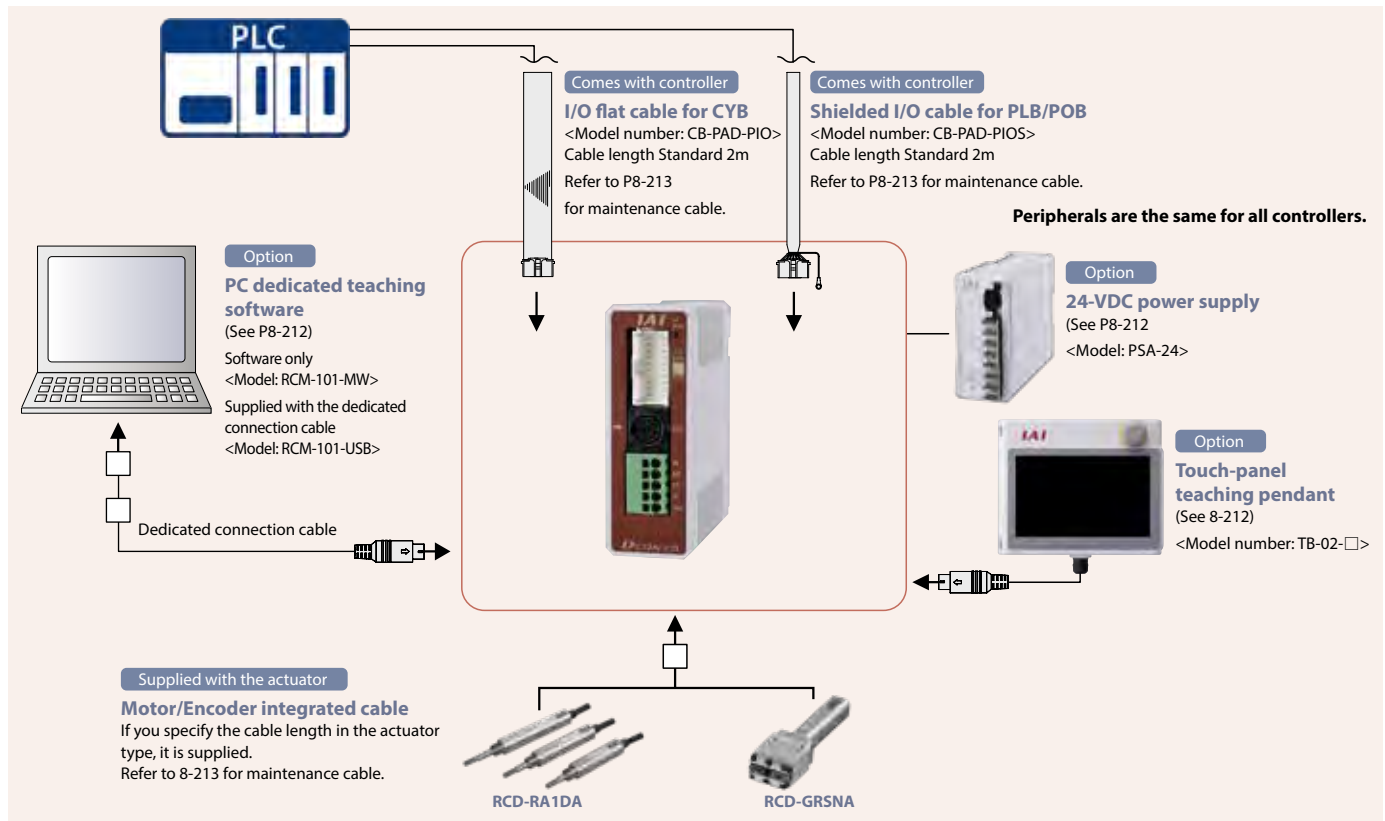 PLC
Comes with controller
I/O flat cable for CYB
<Model number: CB-PAD-PIO>
Cable length Standard 2m
Refer to P8-213
for maintenance cable.
Comes with controller
Shielded I/O cable for PLB/POB
<Model number: CB-PAD-PIOS>
Cable length Standard 2m
Refer to P8-213 for maintenance cable.
Peripherals are the same for all controllers.
Option
PC dedicated teaching
software
(See P8-212)
Software only
<Model: RCM-101-MW>
Supplied with the dedicated
connection cable
<Model: RCM-101-USB>
Dedicated connection cable
IAI
Option
24-VDC power supply
(See P8-212
<Model: PSA-24>
IAI
Option
Touch-panel
teaching pendant
(See 8-212)
<Model number: TB-02-□>
Supplied with the actuator
Motor/Encoder integrated cable
If you specify the cable length in the actuator
type, it is supplied.
Refer to 8-213 for maintenance cable.
RCD-RA1DA
RCD-GRSNA